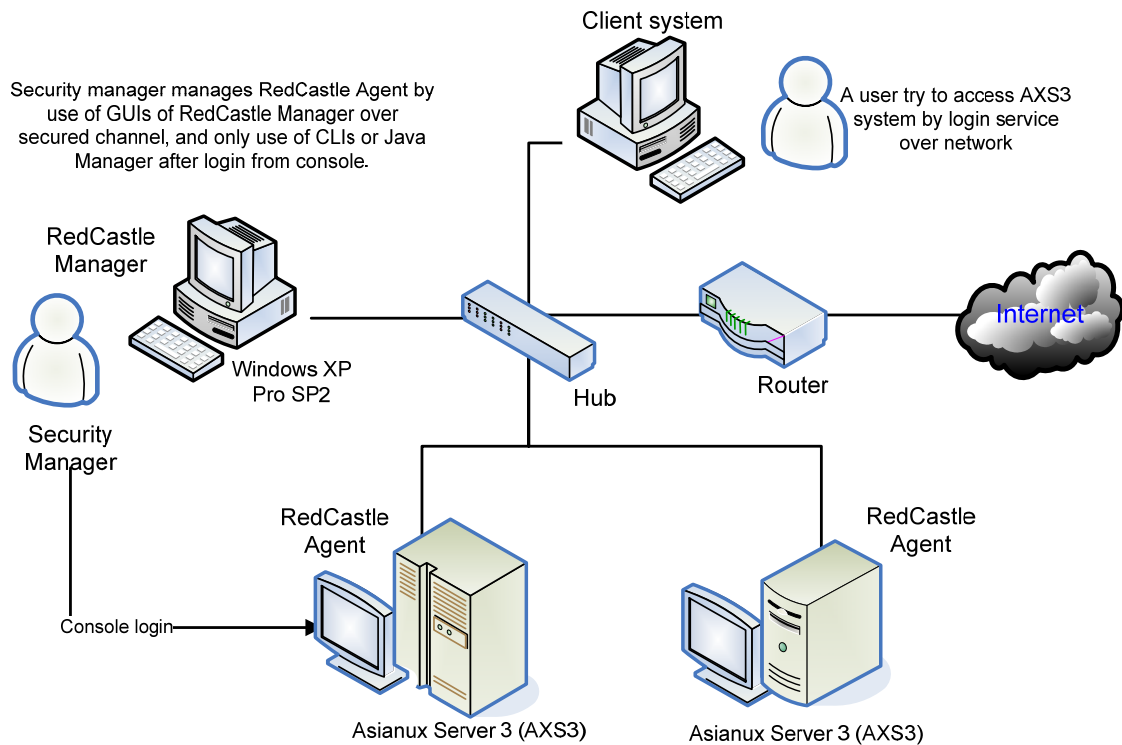 Client system
Security manager manages RedCastle Agent by
use of GUIs of RedCastle Manager over
secured channel, and only use of CLIs or Java
Manager after login from console.
A user try to access AXS3
system by login service
over network
RedCastle
Manager
Windows XP
Pro SP2
Hub
Router
Internet
Security
Manager
RedCastle
Agent
RedCastle
Agent
Console login
Asianux Server 3 (AXS3)
Asianux Server 3 (AXS3)